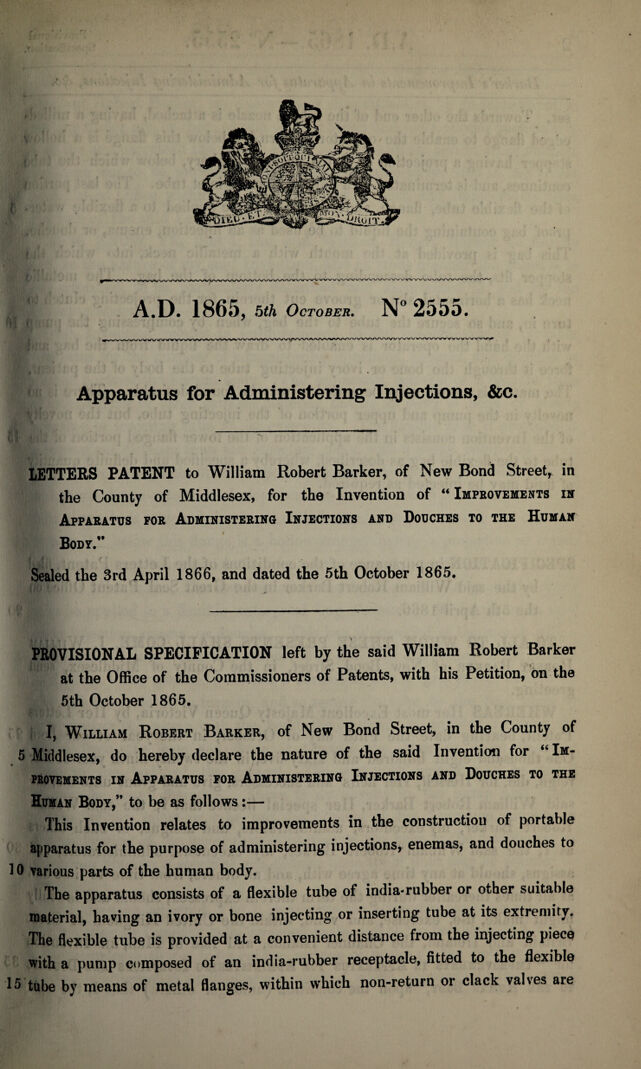 DIEU·ET· MON·DROIT·
A.D. 1865, 5th OCTOBER. Nº 2555.
Apparatus for Administering Injections, &c.
LETTERS PATENT to William Robert Barker, of New Bond Street, in
the County of Middlesex, for the Invention of “ IMPROVEMENTS IN
APPARATUS FOR ADMINISTERING INJECTIONS AND DOUCHES TO THE HUMAN
BODY.”
Sealed the 3rd April 1866, and dated the 5th October 1865.
PROVISIONAL SPECIFICATION left by the said William Robert Barker
at the Office of the Commissioners of Patents, with his Petition, on the
5th October 1865.
I, WILLIAM ROBERT BARKER, of New Bond Street, in the County of
5 Middlesex, do hereby declare the nature of the said Invention for “ IM-
PROVEMENTS IN APPARATUS FOR ADMINISTERING INJECTIONS AND DOUCHES TO THE
HUMAN BODY,” to be as follows :—
This Invention relates to improvements in the construction of portable
apparatus for the purpose of administering injections, enemas, and douches to
10 various parts of the human body.
The apparatus consists of a flexible tube of india-rubber or other suitable
material, having an ivory or bone injecting or inserting tube at its extremity.
The flexible tube is provided at a convenient distance from the injecting piece
with a pump composed of an india-rubber receptacle, fitted to the flexible
15 tube by means of metal flanges, within which non-return or clack valves are